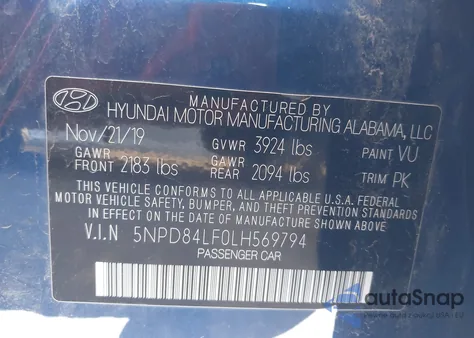 MANUFACTURED BY
HYUNDAI MOTOR MANUFACTURING ALABAMA, LLC
Nov/21/19 GVWR 3924 lbs PAINT VU
GAWR FRONT 2183 lbs GAWR REAR 2094 lbs TRIM PK
THIS VEHICLE CONFORMS TO ALL APPLICABLE U.S.A. FEDERAL
MOTOR VEHICLE SAFETY, BUMPER, AND THEFT PREVENTION
STANDARDS IN EFFECT ON THE DATE OF MANUFACTURE SHOWN ABOVE
V.I.N 5NPD84LF0LH569794
PASSENGER CAR
autoSnap